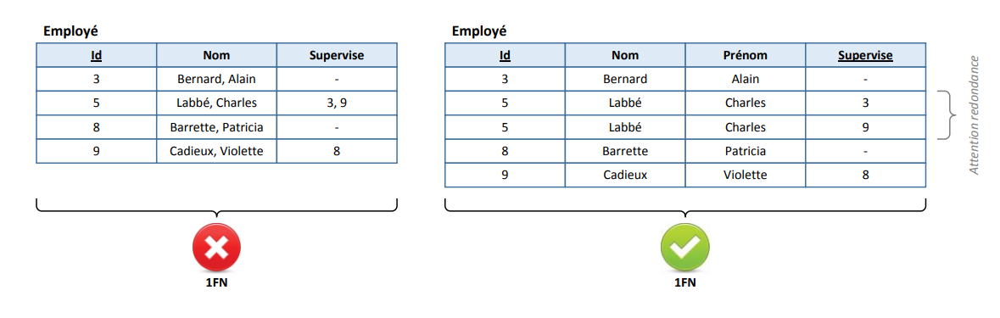 Employé
Id Nom Supervise
3 Bernard, Alain -
5 Labbé, Charles 3, 9
8 Barrette, Patricia -
9 Cadieux, Violette 8
1FN
Employé
Id Nom Prénom Supervise
3 Bernard Alain -
5 Labbé Charles 3
5 Labbé Charles 9
8 Barrette Patricia -
9 Cadieux Violette 8
Attention redondance
1FN